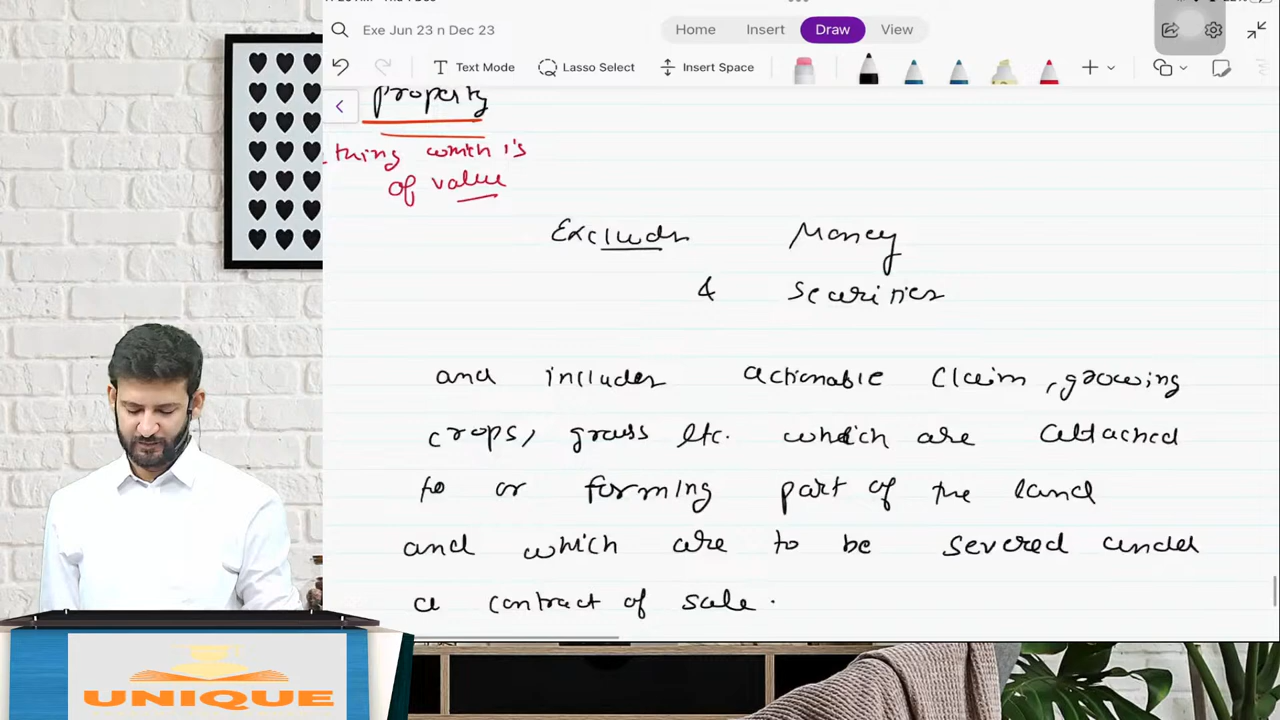 Exe Jun 23 n Dec 23
Home Insert Draw View
Text Mode Lasso Select Insert Space
property
thing which is
of value
Excludes Money
& Securities
and includes actionable claim, growing
crops, grass etc. which are attached
to or forming part of the land
and which are to be severed under
a contract of sale.
UNIQUE